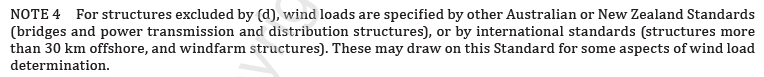 NOTE 4 For structures excluded by (d), wind loads are specified by other Australian or New Zealand Standards
(bridges and power transmission and distribution structures), or by international standards (structures more
than 30 km offshore, and windfarm structures). These may draw on this Standard for some aspects of wind load
determination.